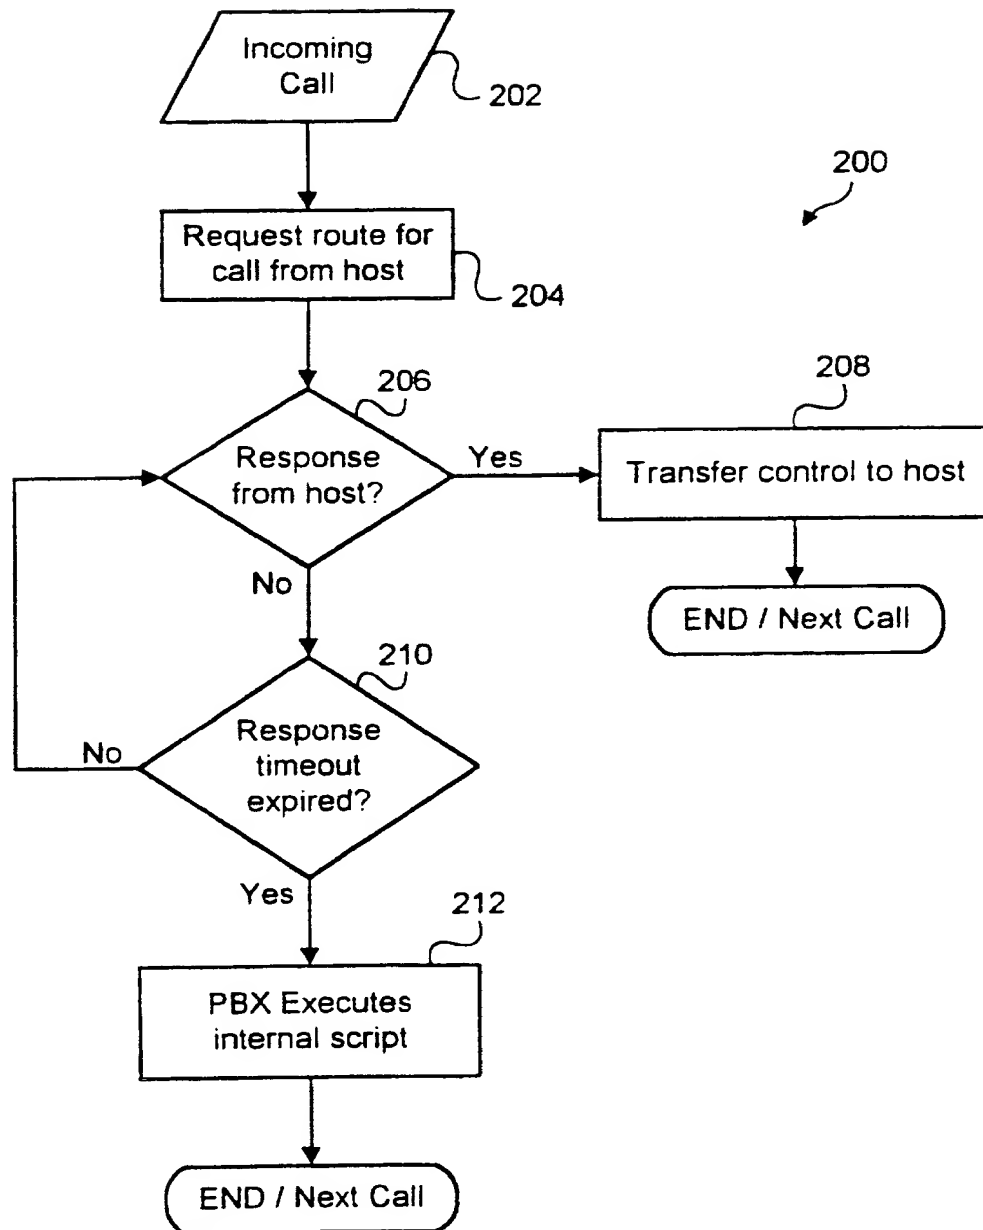 Incoming
Call
202
200
Request route for
call from host
204
206
208
Response
from host?
Yes
Transfer control to host
No
END / Next Call
210
Response
timeout
expired?
No
Yes
212
PBX Executes
internal script
END / Next Call